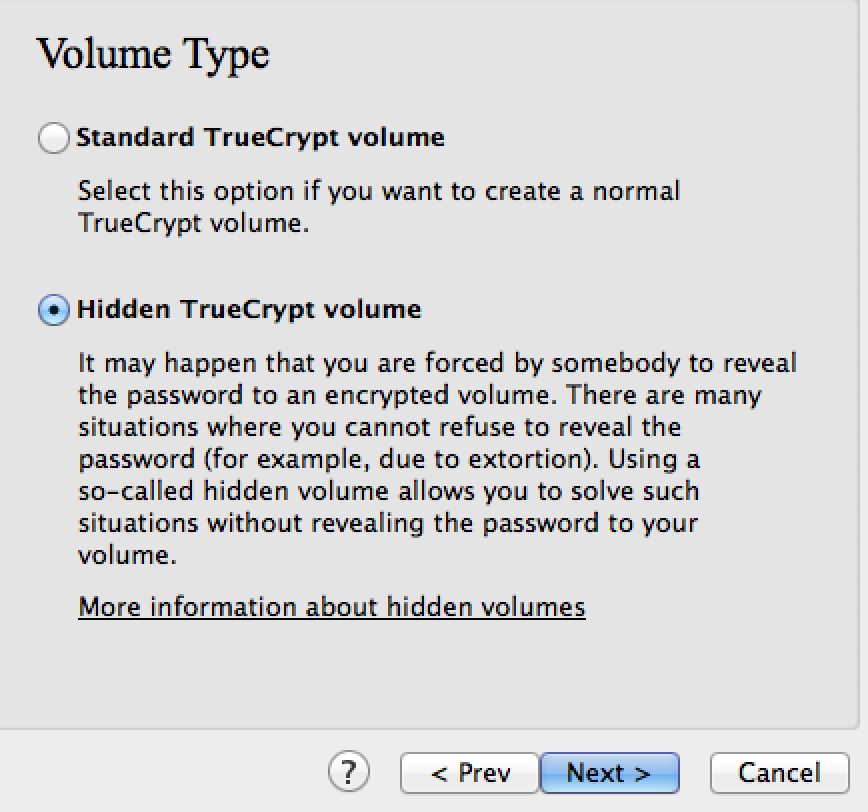 Volume Type
Standard TrueCrypt volume
Select this option if you want to create a normal
TrueCrypt volume.
Hidden TrueCrypt volume
It may happen that you are forced by somebody to reveal
the password to an encrypted volume. There are many
situations where you cannot refuse to reveal the
password (for example, due to extortion). Using a
so-called hidden volume allows you to solve such
situations without revealing the password to your
volume.
More information about hidden volumes
? < Prev Next > Cancel